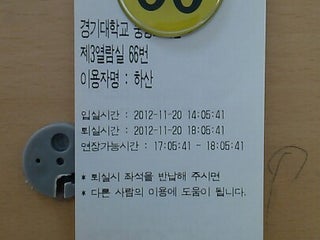 경기대학교 중앙
제3열람실 66번
이용자명 : 하산
입실시간 : 2012-11-20 14:05:41
퇴실시간 : 2012-11-20 18:05:41
연장가능시간 : 17:05:41 - 18:05:41
* 퇴실시 좌석을 반납해 주시면
* 다른 사람의 이용에 도움이 됩니다.